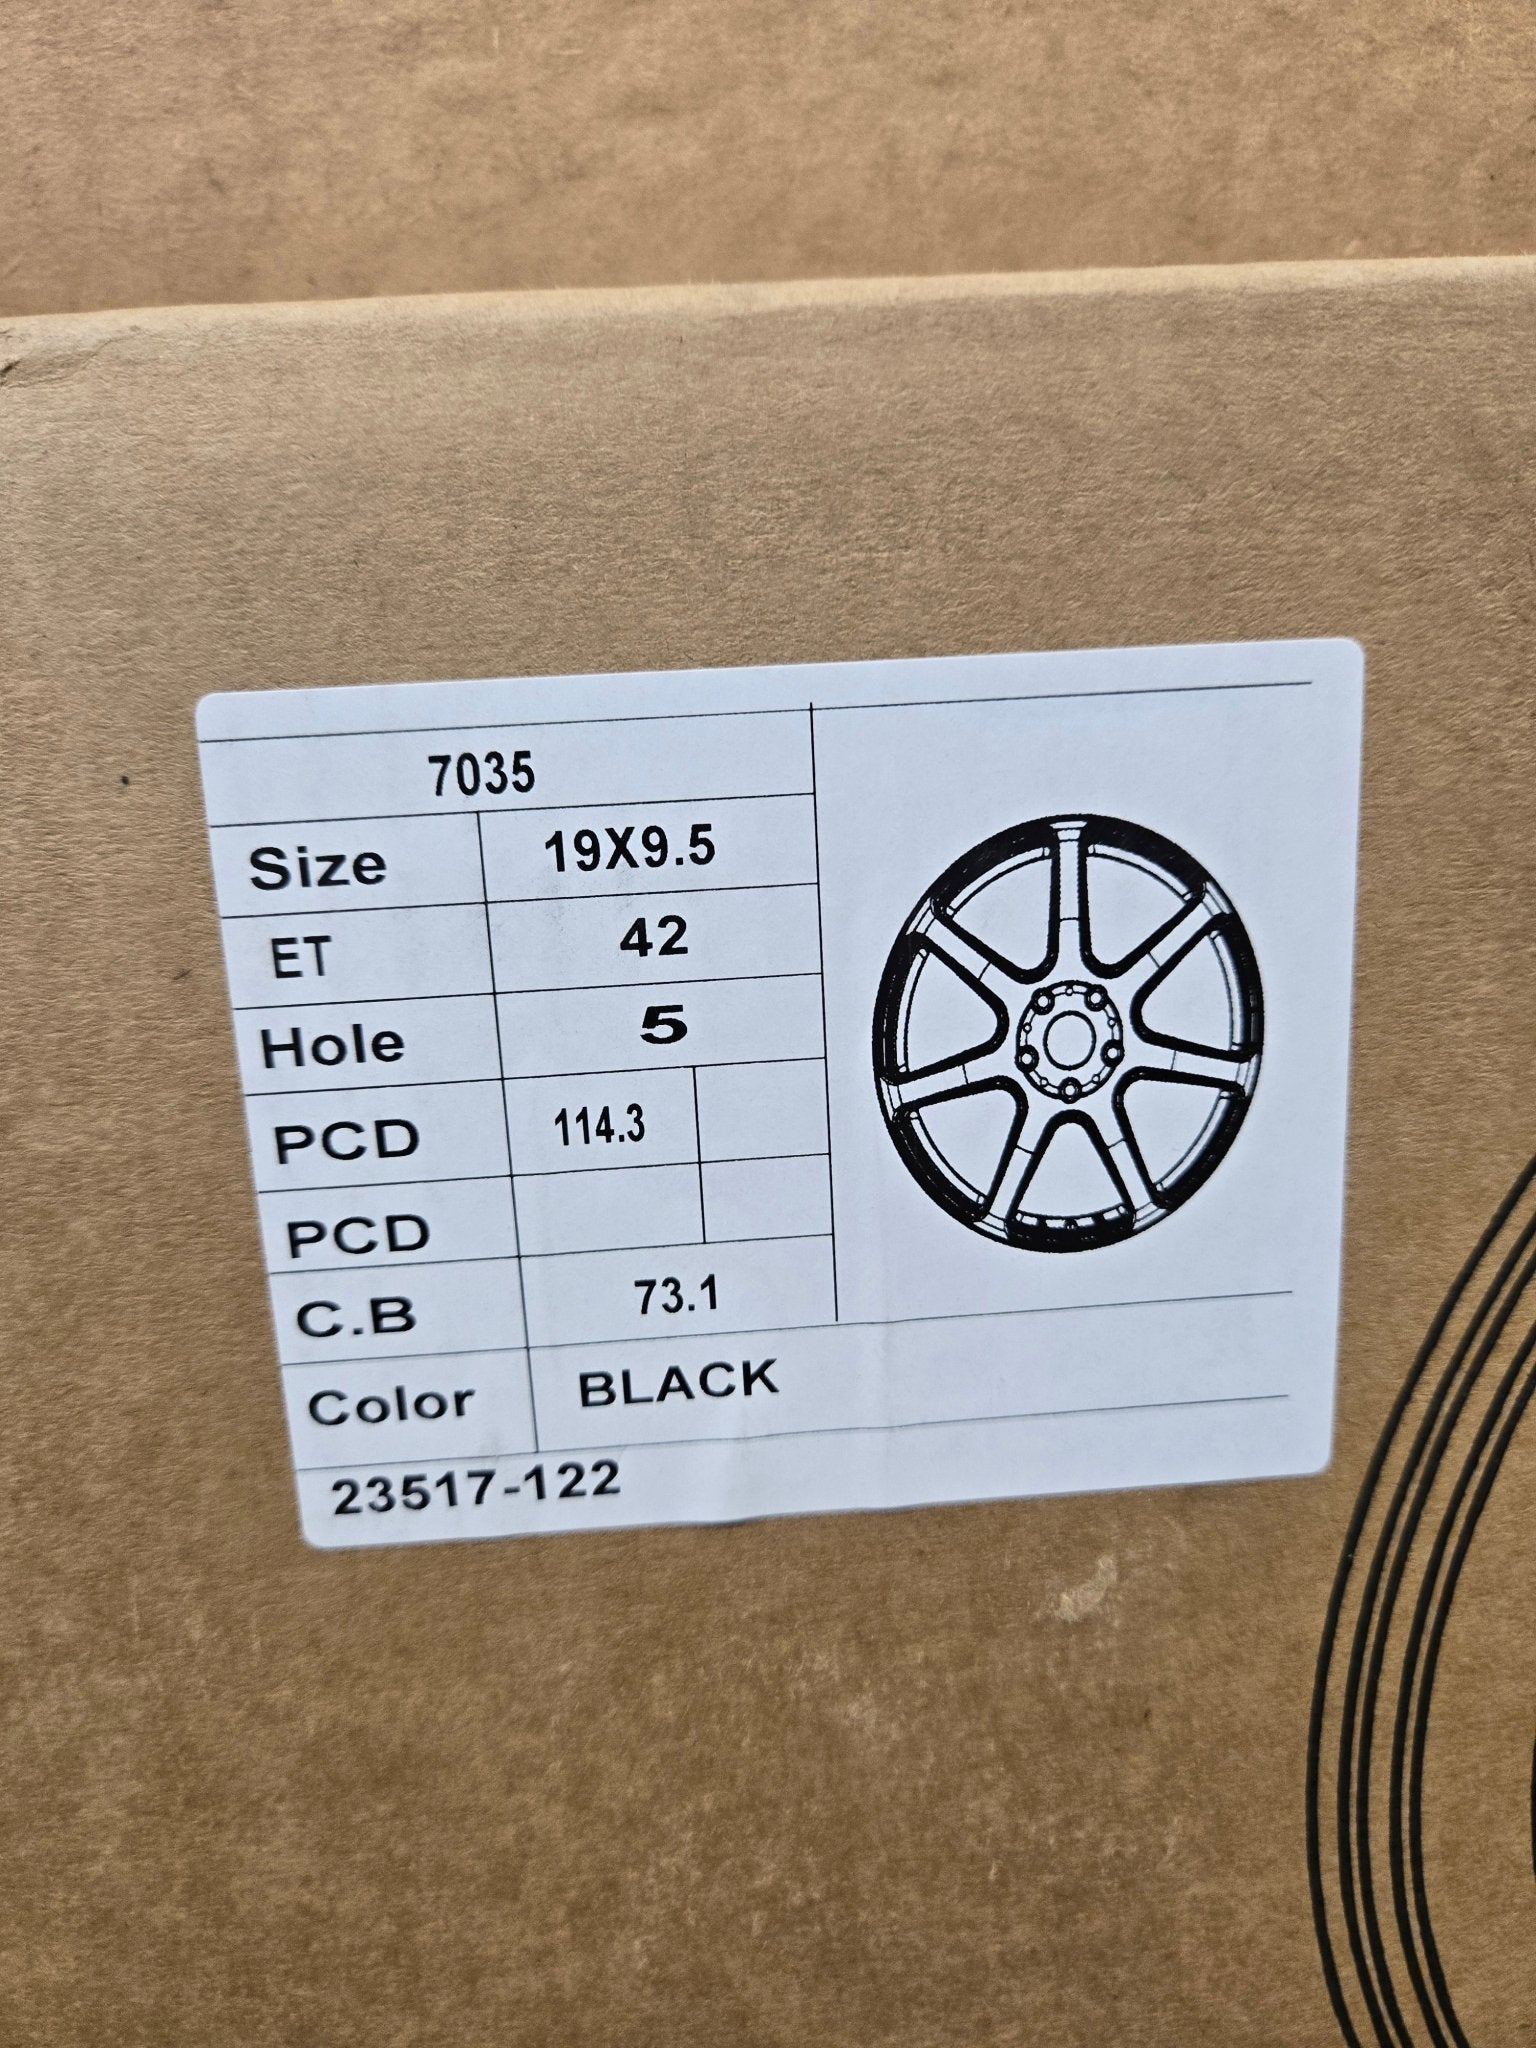 7035
Size 19X9.5
ET 42
Hole 5
PCD 114.3
PCD
C.B 73.1
Color BLACK
23517-122